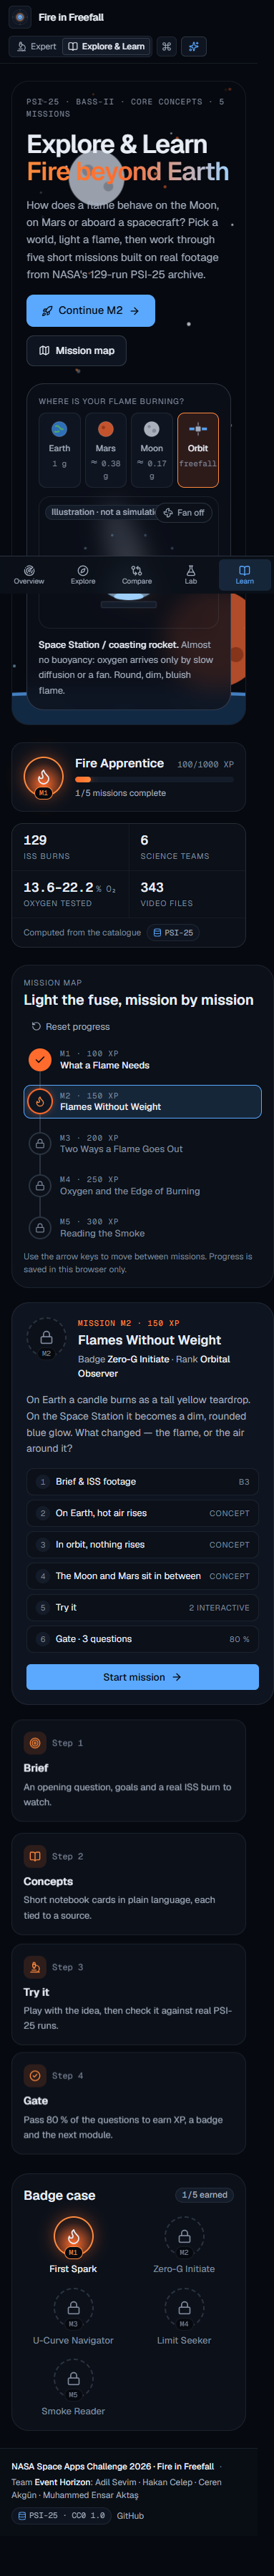 Fire in Freefall
Expert
Explore & Learn
PSI-25 · BASS-II · CORE CONCEPTS · 5
MISSIONS
Explore & Learn
Fire beyond Earth
How does a flame behave on the Moon,
on Mars or aboard a spacecraft? Pick a
world, light a flame, then work through
five short missions built on real footage
from NASA's 129-run PSI-25 archive.
Continue M2
Mission map
WHERE IS YOUR FLAME BURNING?
Earth
1 g
Mars
≈ 0.38
g
Moon
≈ 0.17
g
Orbit
freefall
Illustration · not a simulati
Fan off
Overview
Explore
Compare
Lab
Learn
Space Station / coasting rocket. Almost
no buoyancy: oxygen arrives only by slow
diffusion or a fan. Round, dim, bluish
flame.
M1
Fire Apprentice
100/1000 XP
1/5 missions complete
129
ISS BURNS
6
SCIENCE TEAMS
13.6–22.2 % O₂
OXYGEN TESTED
343
VIDEO FILES
Computed from the catalogue
PSI-25
MISSION MAP
Light the fuse, mission by mission
Reset progress
M1 · 100 XP
What a Flame Needs
M2 · 150 XP
Flames Without Weight
M3 · 200 XP
Two Ways a Flame Goes Out
M4 · 250 XP
Oxygen and the Edge of Burning
M5 · 300 XP
Reading the Smoke
Use the arrow keys to move between missions. Progress is
saved in this browser only.
M2
MISSION M2 · 150 XP
Flames Without Weight
Badge Zero-G Initiate · Rank Orbital
Observer
On Earth a candle burns as a tall yellow teardrop.
On the Space Station it becomes a dim, rounded
blue glow. What changed — the flame, or the air
around it?
1 Brief & ISS footage B3
2 On Earth, hot air rises CONCEPT
3 In orbit, nothing rises CONCEPT
4 The Moon and Mars sit in between CONCEPT
5 Try it 2 INTERACTIVE
6 Gate · 3 questions 80 %
Start mission
Step 1
Brief
An opening question, goals and a real ISS burn to
watch.
Step 2
Concepts
Short notebook cards in plain language, each
tied to a source.
Step 3
Try it
Play with the idea, then check it against real PSI-
25 runs.
Step 4
Gate
Pass 80 % of the questions to earn XP, a badge
and the next module.
Badge case
1/5 earned
M1
First Spark
M2
Zero-G Initiate
M3
U-Curve Navigator
M4
Limit Seeker
M5
Smoke Reader
NASA Space Apps Challenge 2026 · Fire in Freefall ·
Team Event Horizon: Adil Sevim · Hakan Celep · Ceren
Akgün · Muhammed Ensar Aktaş
PSI-25 · CC0 1.0
GitHub